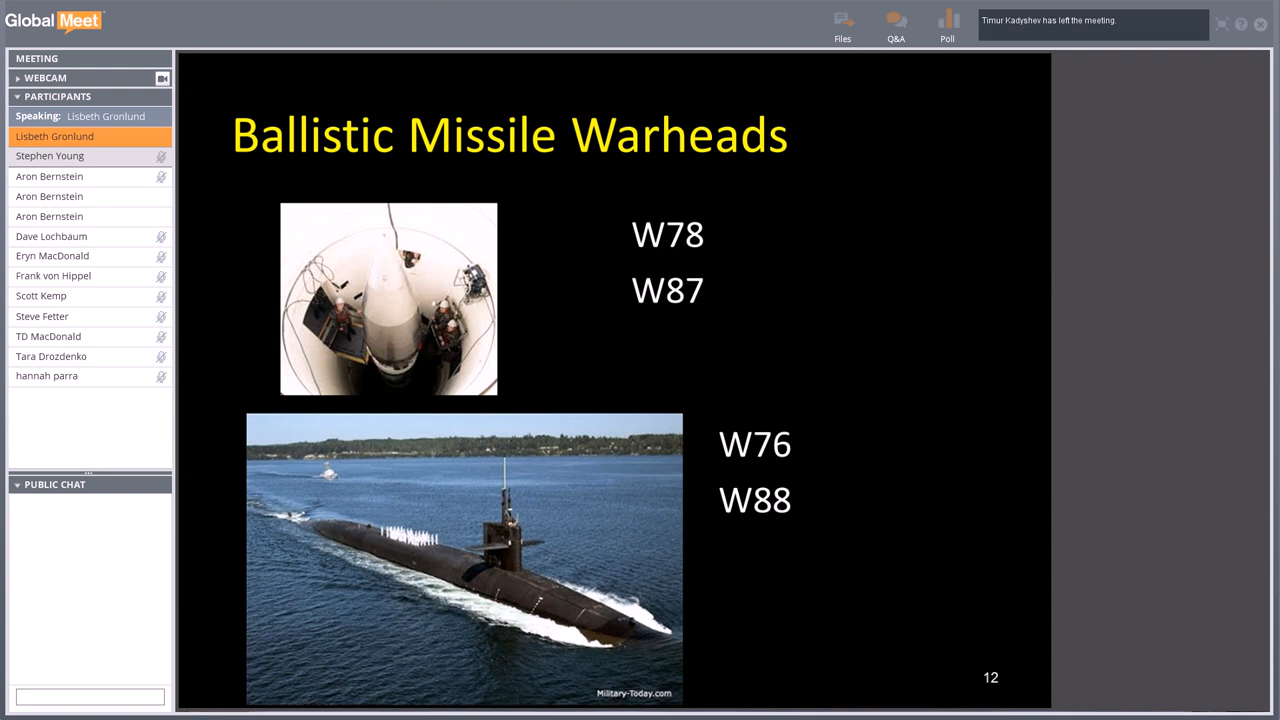 Global Meet
Files
Q&A
Poll
Timur Kadyshev has left the meeting.
MEETING
WEBCAM
PARTICIPANTS
Speaking: Lisbeth Gronlund
Lisbeth Gronlund
Stephen Young
Aron Bernstein
Aron Bernstein
Aron Bernstein
Dave Lochbaum
Eryn MacDonald
Frank von Hippel
Scott Kemp
Steve Fetter
TD MacDonald
Tara Drozdenko
hannah parra
PUBLIC CHAT
Ballistic Missile Warheads
W78
W87
W76
W88
Military-Today.com
12